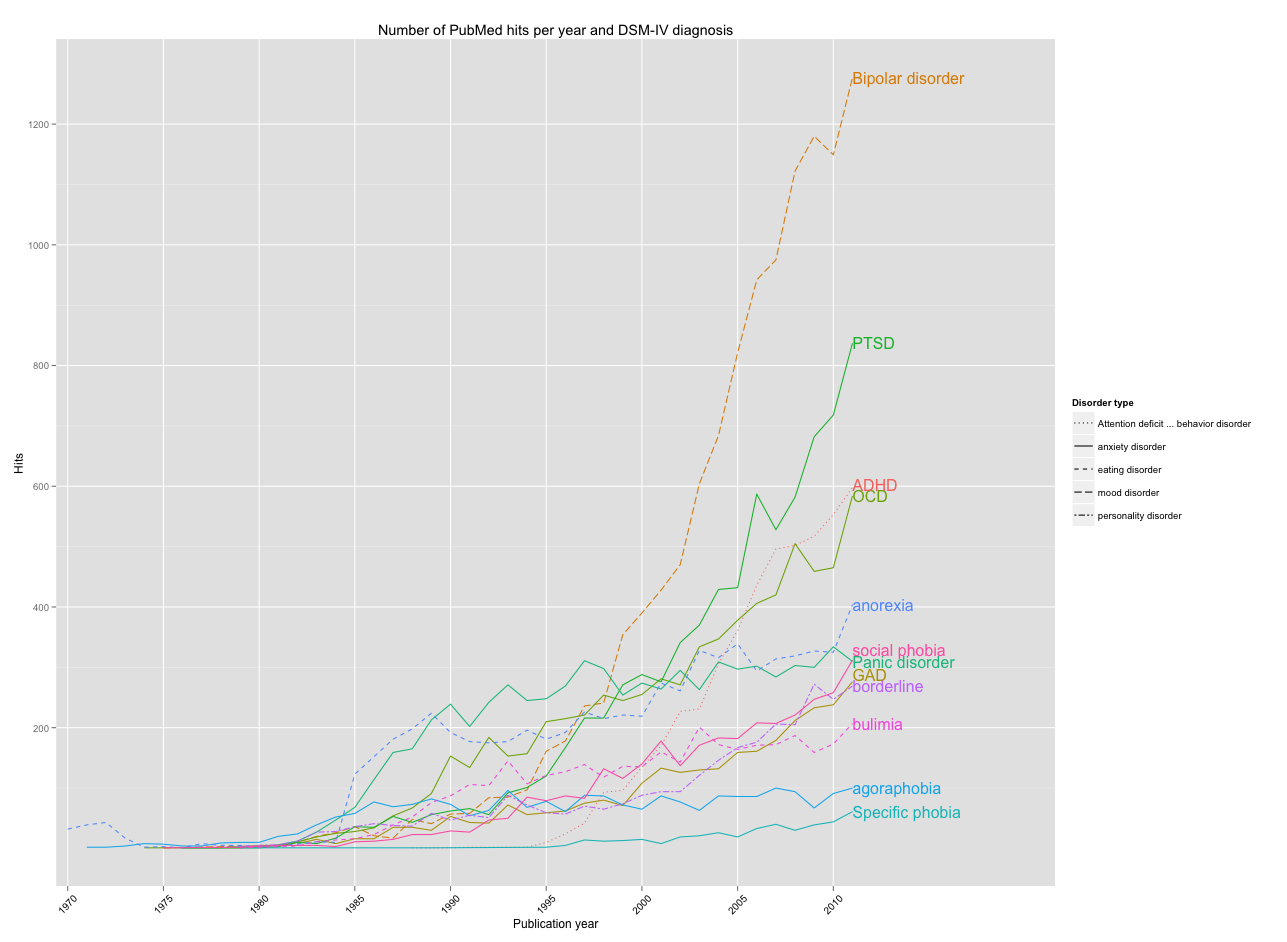 Number of PubMed hits per year and DSM-IV diagnosis
Hits
1200
1000
800
600
400
200
Bipolar disorder
PTSD
ADHD
OCD
anorexia
social phobia
Panic disorder
GAD
borderline
bulimia
agoraphobia
Specific phobia
1970
1975
1980
1985
1990
1995
2000
2005
2010
Publication year
Disorder type
Attention deficit ... behavior disorder
anxiety disorder
eating disorder
mood disorder
personality disorder